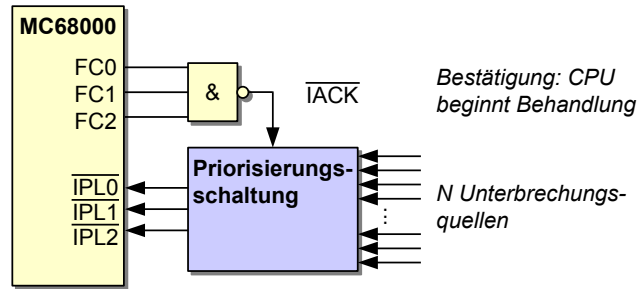 MC68000
FC0
FC1
FC2
&
IACK
Bestätigung: CPU
beginnt Behandlung
Priorisierungs-
schaltung
IPL0
IPL1
IPL2
N Unterbrechungs-
quellen